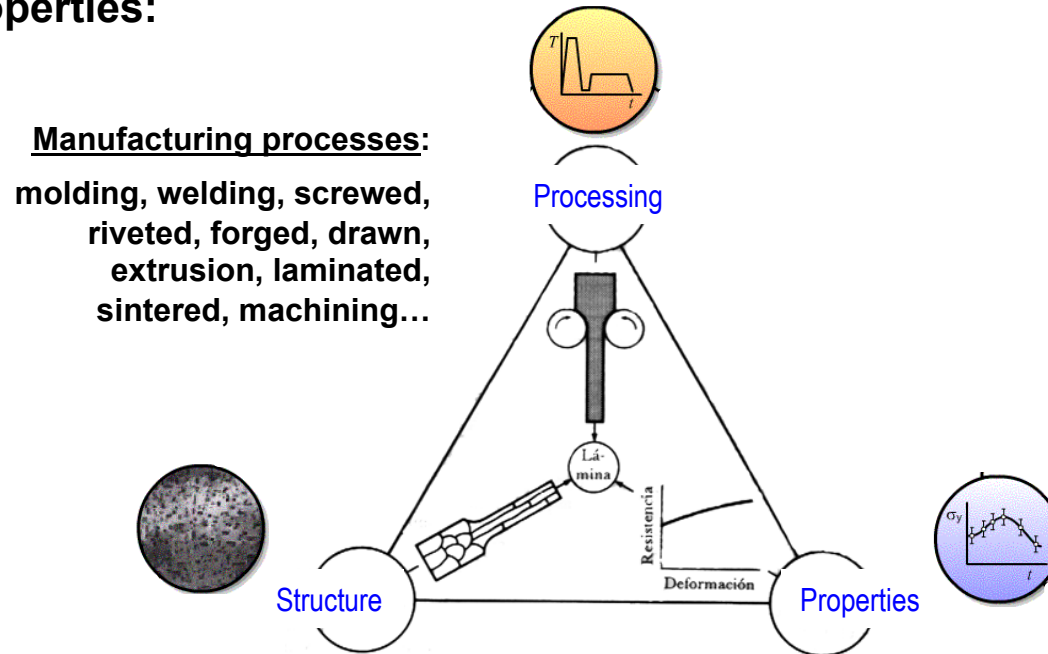 operties:
T
t
Manufacturing processes:
molding, welding, screwed,
riveted, forged, drawn,
extrusion, laminated,
sintered, machining…
Processing
Lá-
mina
Resistencia
Deformación
σy
t
Structure
Properties